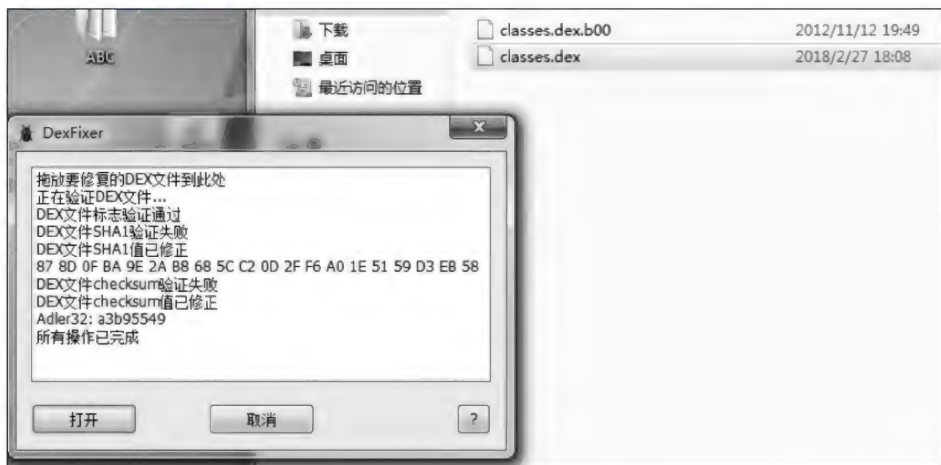 ABC
下载
桌面
最近访问的位置
classes.dex.b00 2012/11/12 19:49
classes.dex 2018/2/27 18:08
DexFixer
拖放要修复的DEX文件到此处
正在验证DEX文件...
DEX文件标志验证通过
DEX文件SHA1验证失败
DEX文件SHA1值已修正
87 8D 0F BA 9E 2A B8 68 5C C2 0D 2F F6 A0 1E 51 59 D3 EB 58
DEX文件checksum验证失败
DEX文件checksum值已修正
Adler32: a3b95549
所有操作已完成
打开 取消 ?